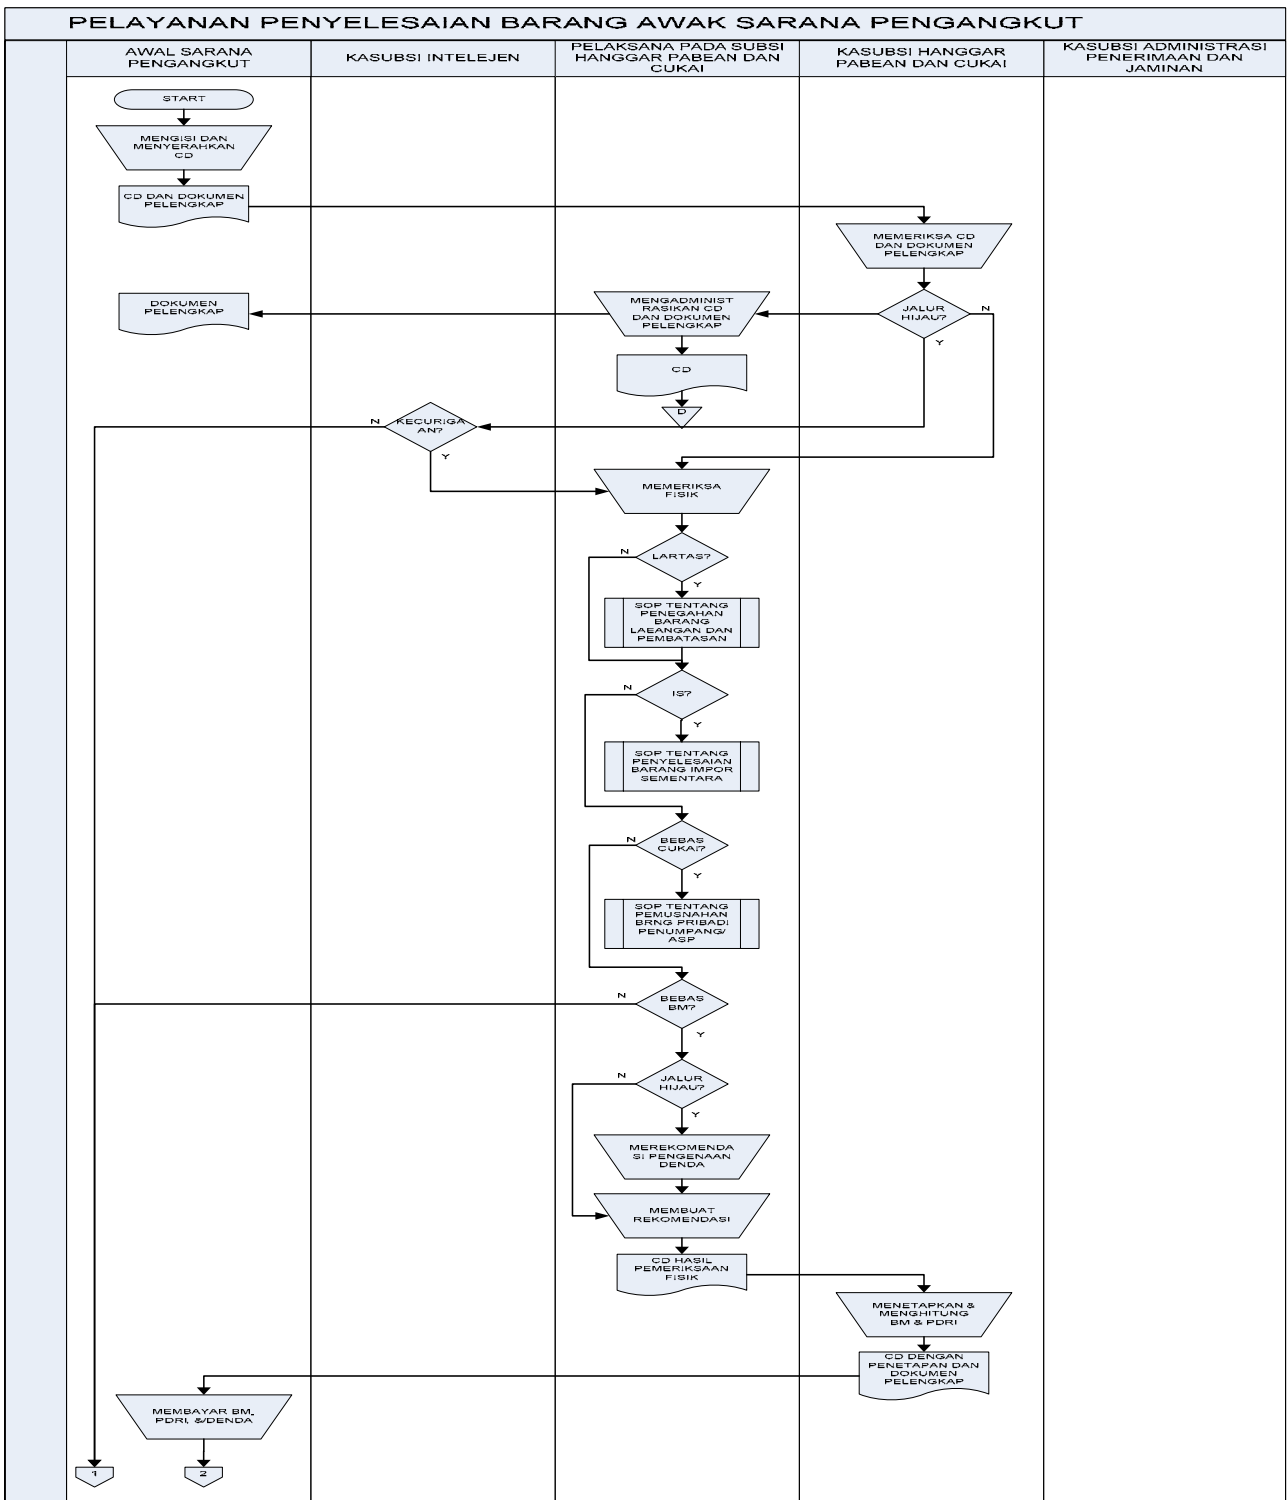 PELAYANAN PENYELESAIAN BARANG AWAK SARANA PENGANGKUT
AWAL SARANA
PENGANGKUT
KASUBSI INTELEJEN
PELAKSANA PADA SUBSI
HANGGAR PABEAN DAN
CUKAI
KASUBSI HANGGAR
PABEAN DAN CUKAI
KASUBSI ADMINISTRASI
PENERIMAAN DAN
JAMINAN
START
MENGISI DAN
MENYERAHKAN
CD
CD DAN DOKUMEN
PELENGKAP
MEMERIKSA CD
DAN DOKUMEN
PELENGKAP
DOKUMEN
PELENGKAP
MENGADMINIST
RASIKAN CD
DAN DOKUMEN
PELENGKAP
JALUR
HIJAU?
N
Y
CD
D
N
KECURIGA
AN?
Y
MEMERIKSA
FISIK
N
LARTAS?
Y
SOP TENTANG
PENEGAHAN
BARANG
LAEANGAN DAN
PEMBATASAN
N
IS?
Y
SOP TENTANG
PENYELESAIAN
BARANG IMPOR
SEMENTARA
N
BEBAS
CUKAI?
Y
SOP TENTANG
PEMUSNAHAN
BRNG PRIBADI
PENUMPANG/
ASP
N
BEBAS
BM?
Y
N
JALUR
HIJAU?
Y
MEREKOMENDA
SI PENGENAAN
DENDA
MEMBUAT
REKOMENDASI
CD HASIL
PEMERIKSAAN
FISIK
MENETAPKAN &
MENGHITUNG
BM & PDRI
CD DENGAN
PENETAPAN DAN
DOKUMEN
PELENGKAP
MEMBAYAR BM,
PDRI, &/DENDA
1
2